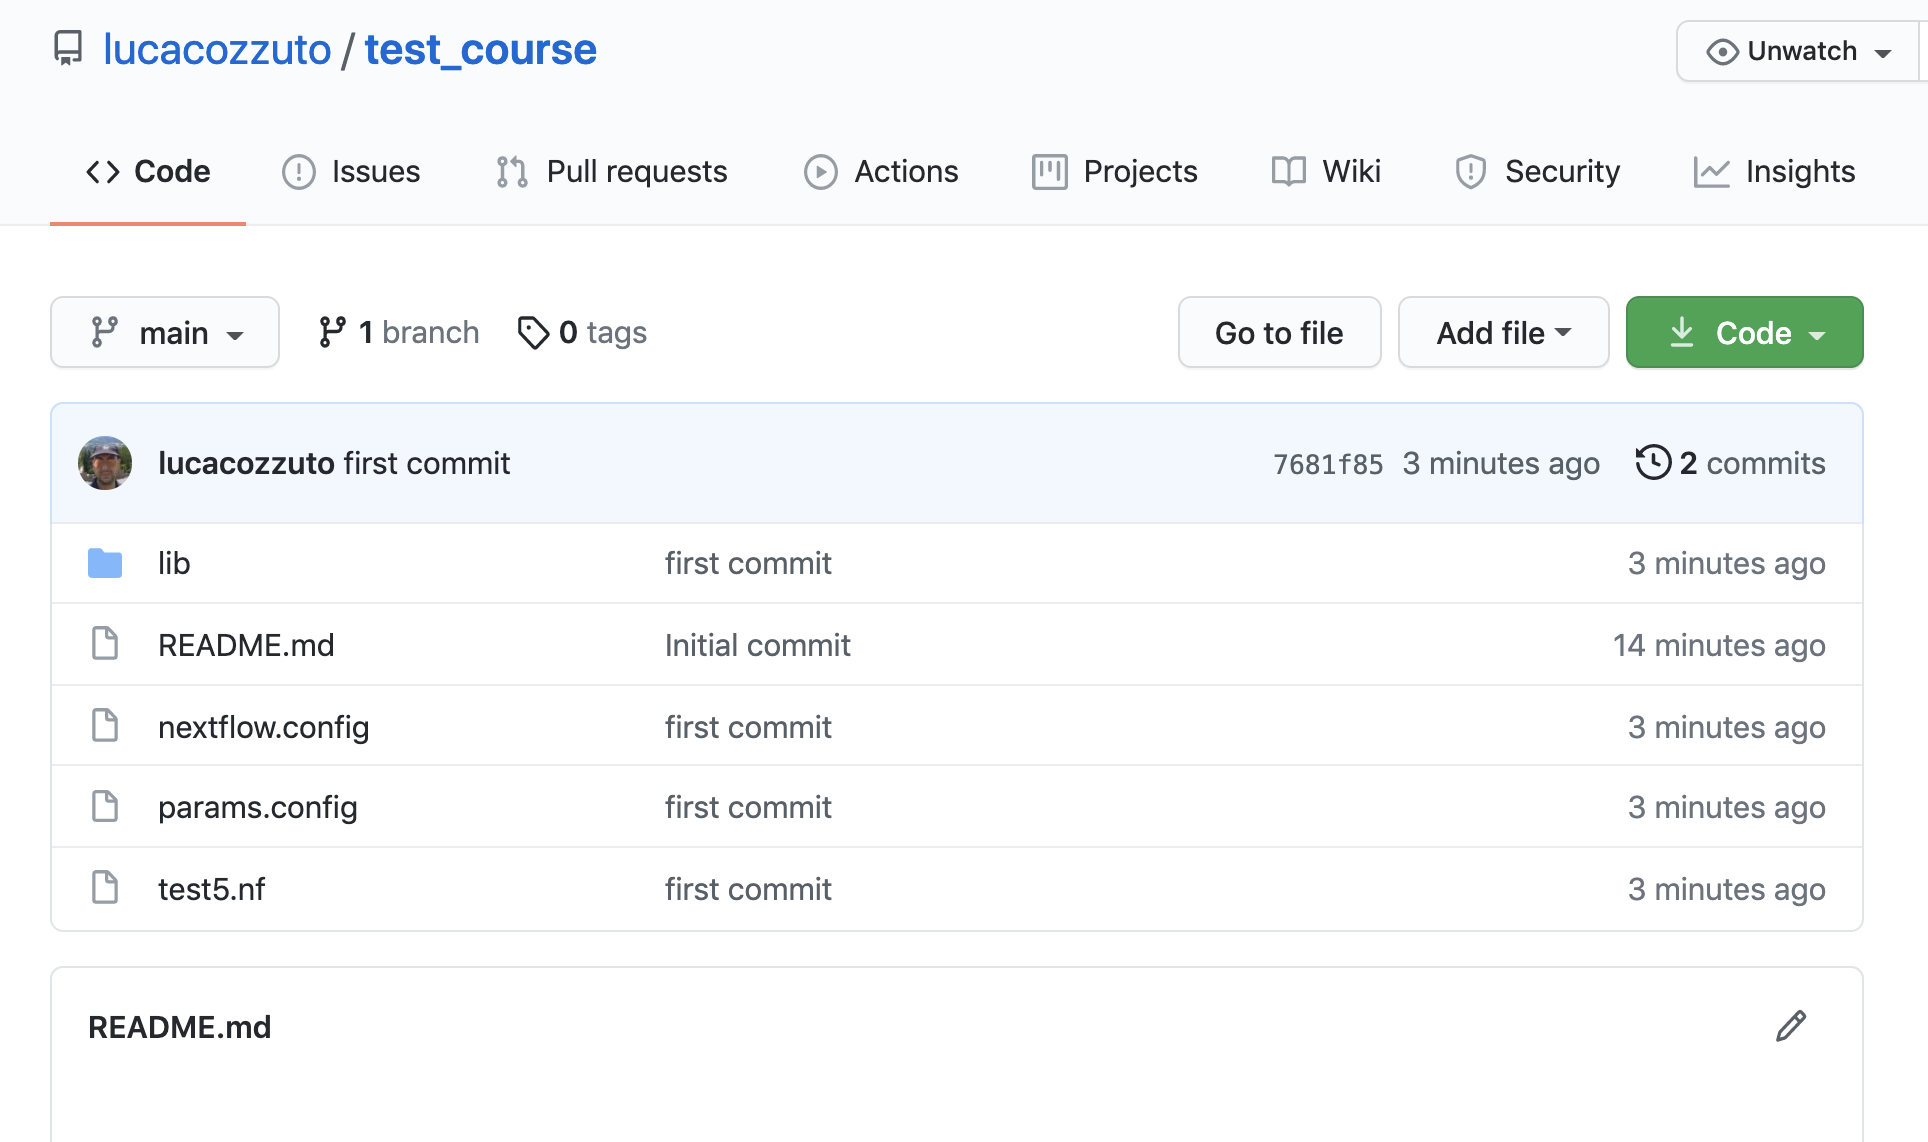 lucacozzuto / test_course Unwatch
Code Issues Pull requests Actions Projects Wiki Security Insights
main 1 branch 0 tags Go to file Add file Code
lucacozzuto first commit 7681f85 3 minutes ago 2 commits
lib first commit 3 minutes ago
README.md Initial commit 14 minutes ago
nextflow.config first commit 3 minutes ago
params.config first commit 3 minutes ago
test5.nf first commit 3 minutes ago
README.md